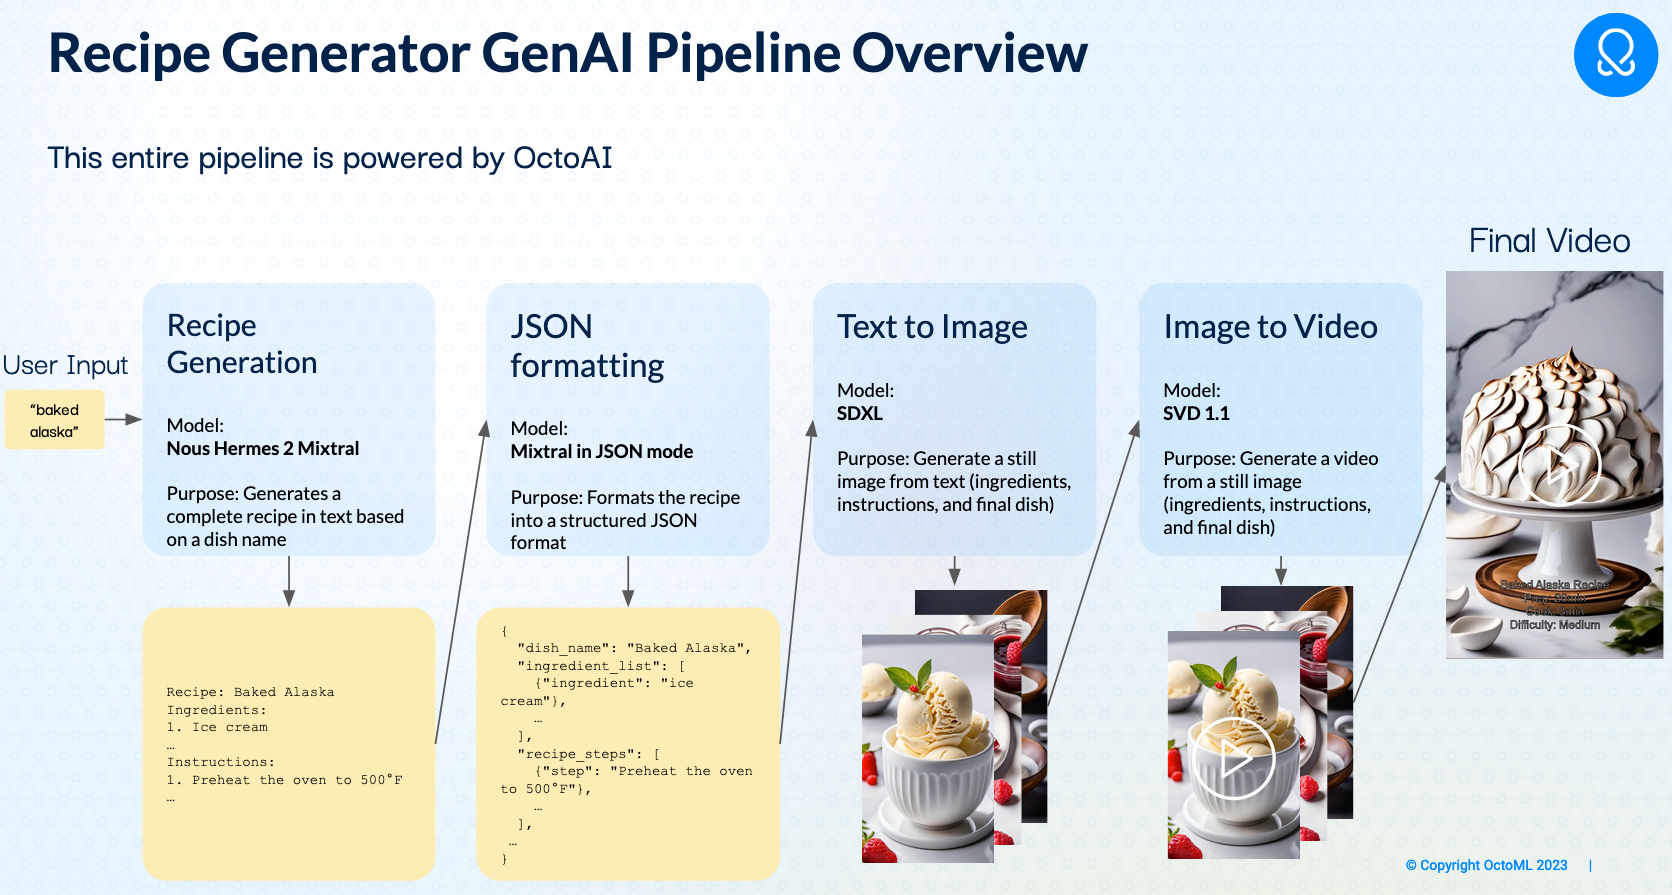 Recipe Generator GenAI Pipeline Overview
This entire pipeline is powered by OctoAI
User Input
"baked
alaska"
Recipe
Generation
Model:
Nous Hermes 2 Mixtral
Purpose: Generates a
complete recipe in text based
on a dish name
Recipe: Baked Alaska
Ingredients:
1. Ice cream
…
Instructions:
1. Preheat the oven to 500°F
…
JSON
formatting
Model:
Mixtral in JSON mode
Purpose: Formats the recipe
into a structured JSON
format
{
"dish_name": "Baked Alaska",
"ingredient_list": [
{"ingredient": "ice
cream"},
…
],
"recipe_steps": [
{"step": "Preheat the oven
to 500°F"},
…
],
…
}
Text to Image
Model:
SDXL
Purpose: Generate a still
image from text (ingredients,
instructions, and final dish)
Image to Video
Model:
SVD 1.1
Purpose: Generate a video
from a still image
(ingredients, instructions,
and final dish)
Final Video
Baked Alaska Recipe
Prep:
Cook:
Difficulty: Medium
© Copyright OctoML 2023 |